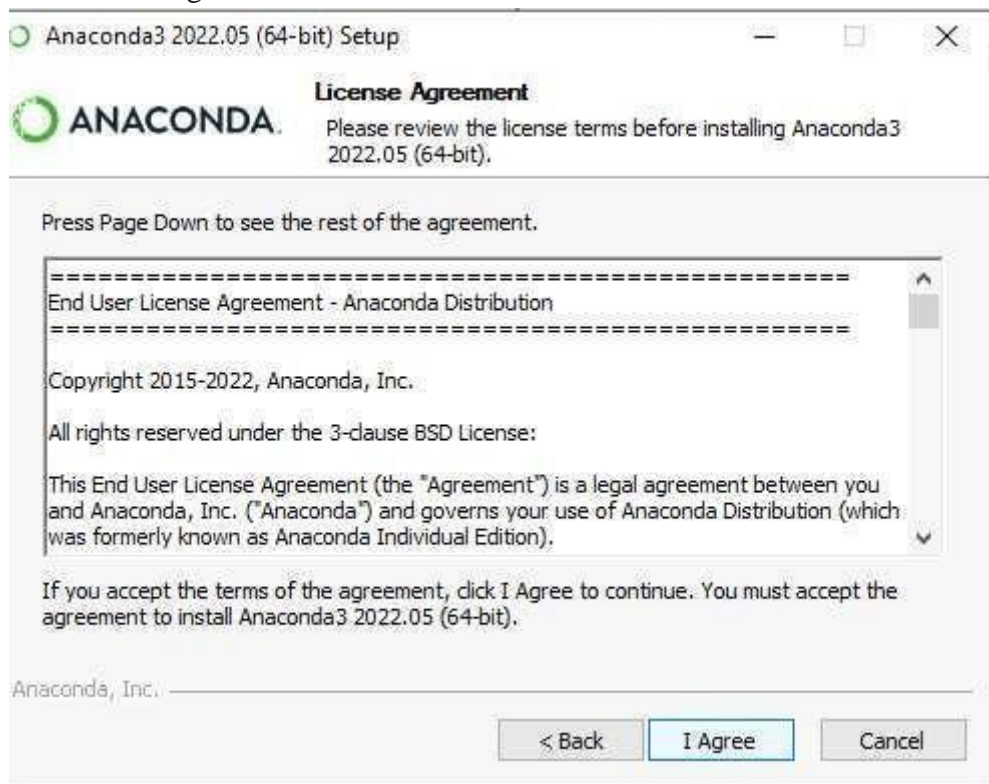 Anaconda3 2022.05 (64-bit) Setup
ANACONDA.
License Agreement
Please review the license terms before installing Anaconda3
2022.05 (64-bit).
Press Page Down to see the rest of the agreement.
==================================================
End User License Agreement - Anaconda Distribution
==================================================
Copyright 2015-2022, Anaconda, Inc.
All rights reserved under the 3-clause BSD License:
This End User License Agreement (the "Agreement") is a legal agreement between you
and Anaconda, Inc. ("Anaconda") and governs your use of Anaconda Distribution (which
was formerly known as Anaconda Individual Edition).
If you accept the terms of the agreement, click I Agree to continue. You must accept the
agreement to install Anaconda3 2022.05 (64-bit).
Anaconda, Inc.
< Back I Agree Cancel